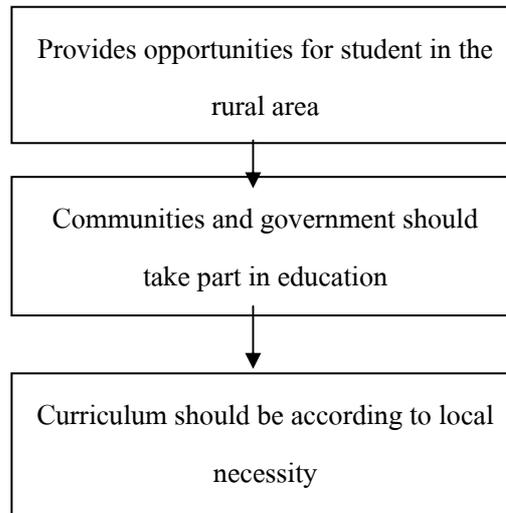 Provides opportunities for student in the
rural area
Communities and government should
take part in education
Curriculum should be according to local
necessity